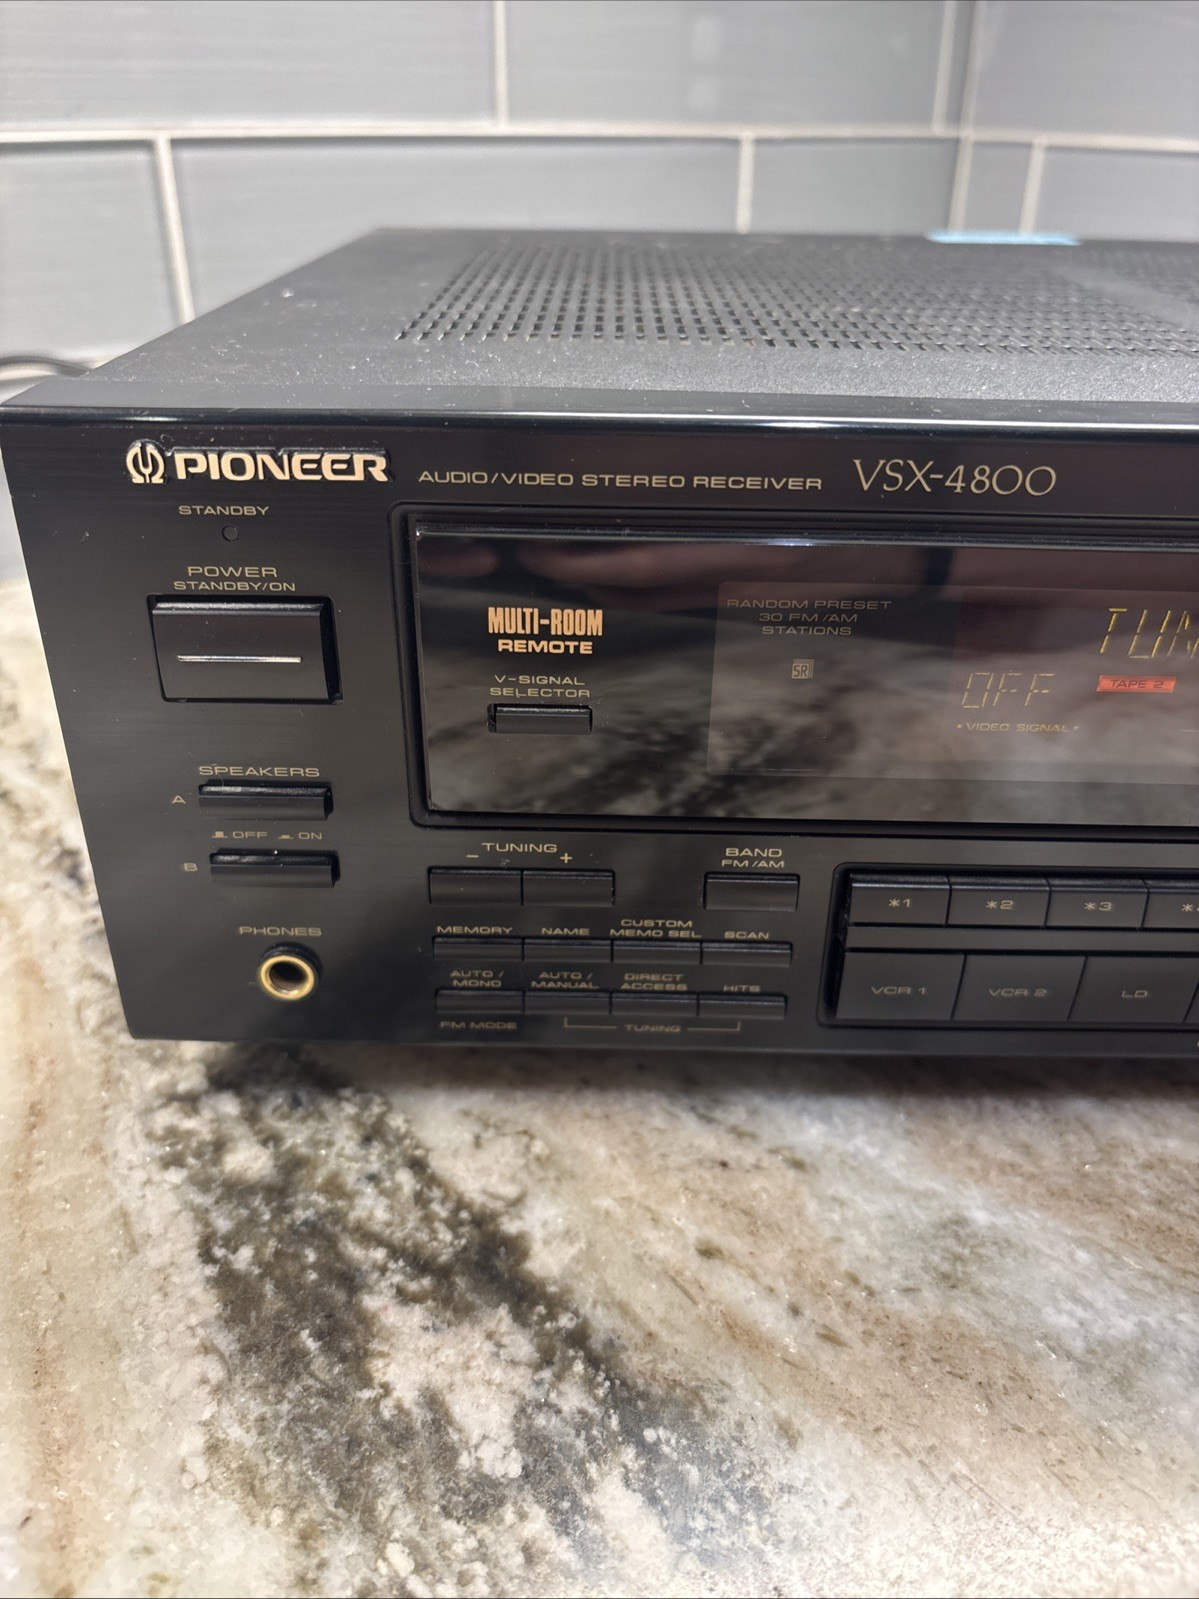 PIONEER AUDIO/VIDEO STEREO RECEIVER VSX-4800
STANDBY
POWER
STANDBY/ON
MULTI-ROOM
REMOTE
V-SIGNAL
SELECTOR
RANDOM PRESET
30 FM/AM
STATIONS
SR
TUN
OFF
TAPE 2
• VIDEO SIGNAL •
SPEAKERS
A
OFF ON
B
PHONES
TUNING
− +
BAND
FM/AM
MEMORY NAME CUSTOM MEMO SEL SCAN
AUTO/
MONO
AUTO/
MANUAL
DIRECT
ACCESS
HITS
FM MODE
TUNING
*1 *2 *3
VCR 1 VCR 2 LD